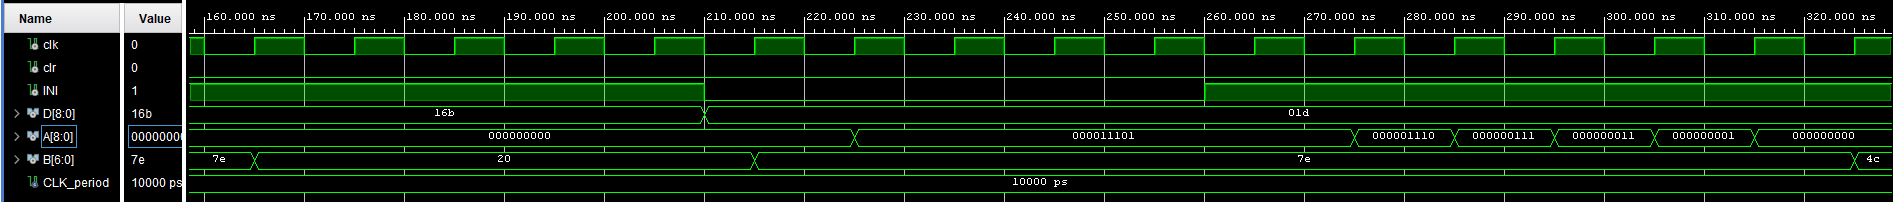 Name Value 160.000 ns 170.000 ns 180.000 ns 190.000 ns 200.000 ns 210.000 ns 220.000 ns 230.000 ns 240.000 ns 250.000 ns 260.000 ns 270.000 ns 280.000 ns 290.000 ns 300.000 ns 310.000 ns 320.000 ns
clk 0
clr 0
INI 1
D[8:0] 16b 16b 01d
A[8:0] 00000000 000000000 000011101 000001110 000000111 000000011 000000001 000000000
B[6:0] 7e 7e 20 7e 4c
CLK_period 10000 ps 10000 ps